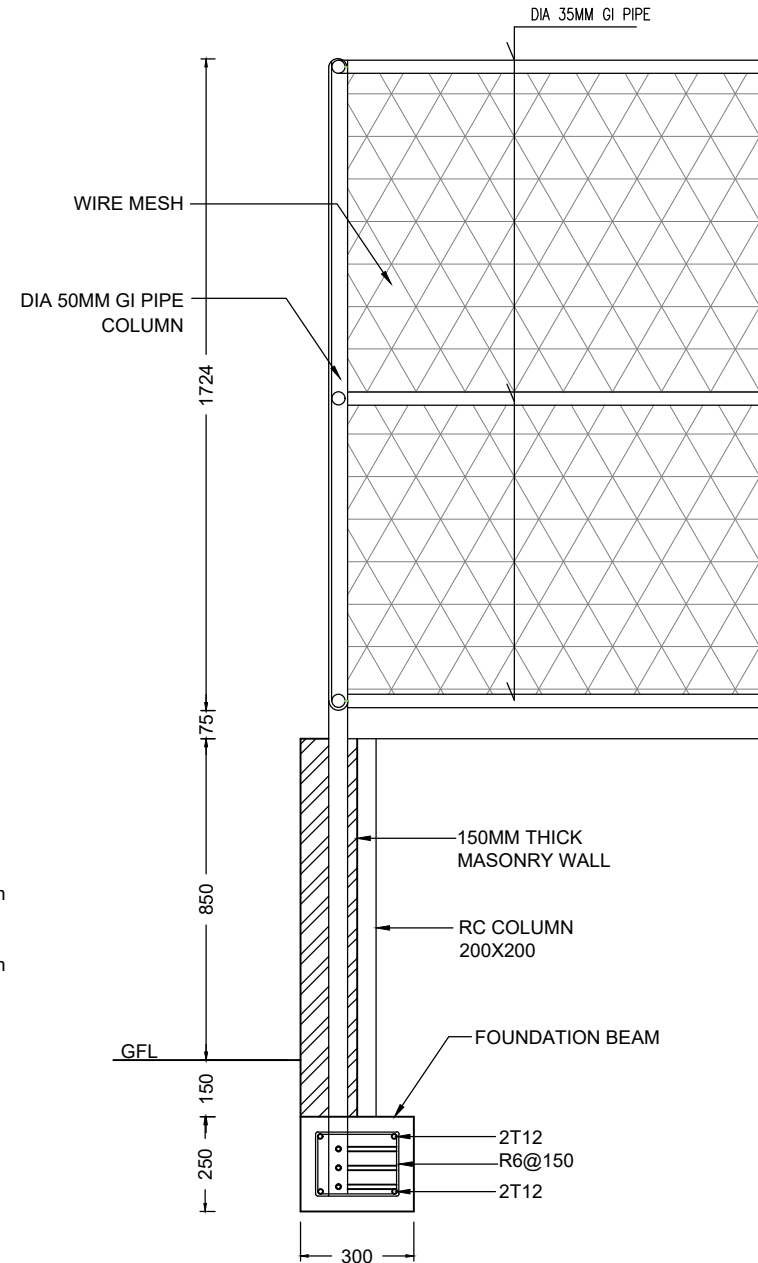 DIA 35MM GI PIPE
WIRE MESH
DIA 50MM GI PIPE
COLUMN
1724
75
150MM THICK
MASONRY WALL
850
RC COLUMN
200X200
GFL
FOUNDATION BEAM
150
2T12
R6@150
250
2T12
300